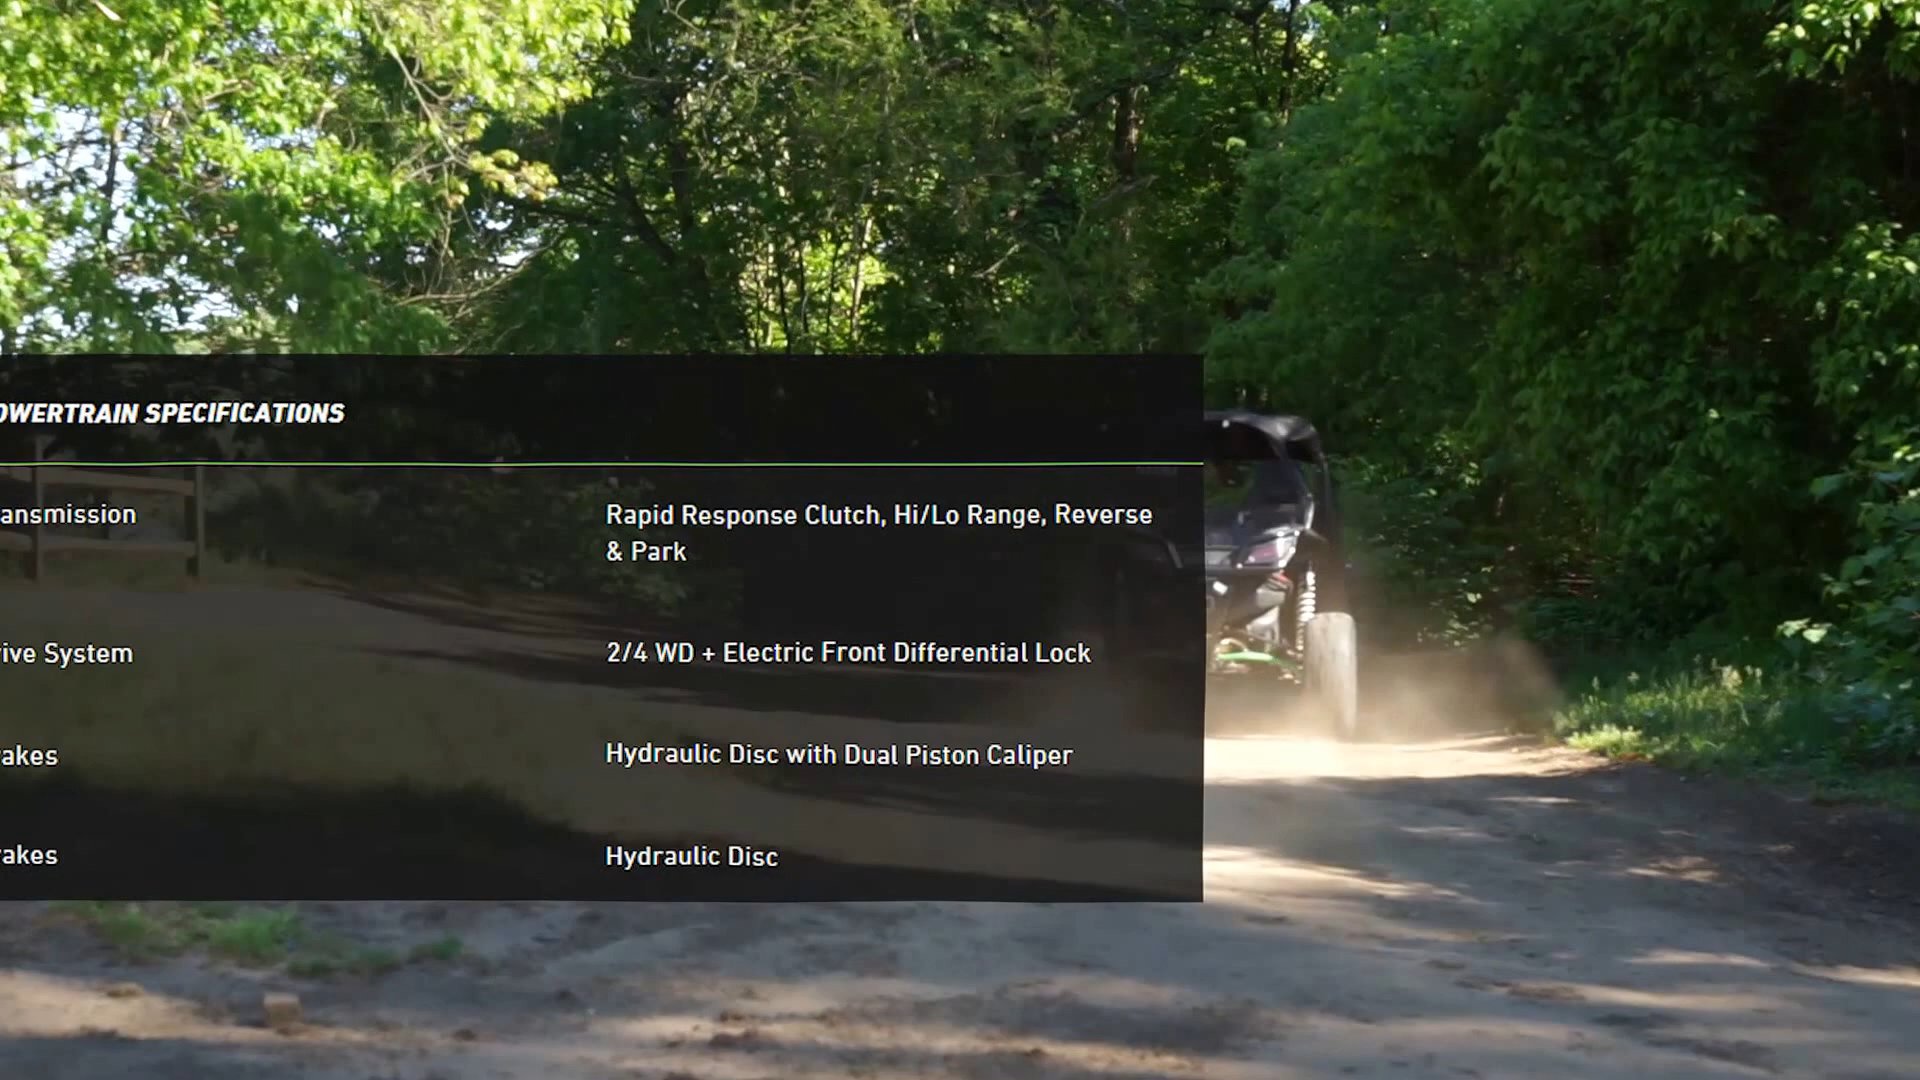 OWERTRAIN SPECIFICATIONS
ansmission Rapid Response Clutch, Hi/Lo Range, Reverse
& Park
ive System 2/4 WD + Electric Front Differential Lock
akes Hydraulic Disc with Dual Piston Caliper
akes Hydraulic Disc